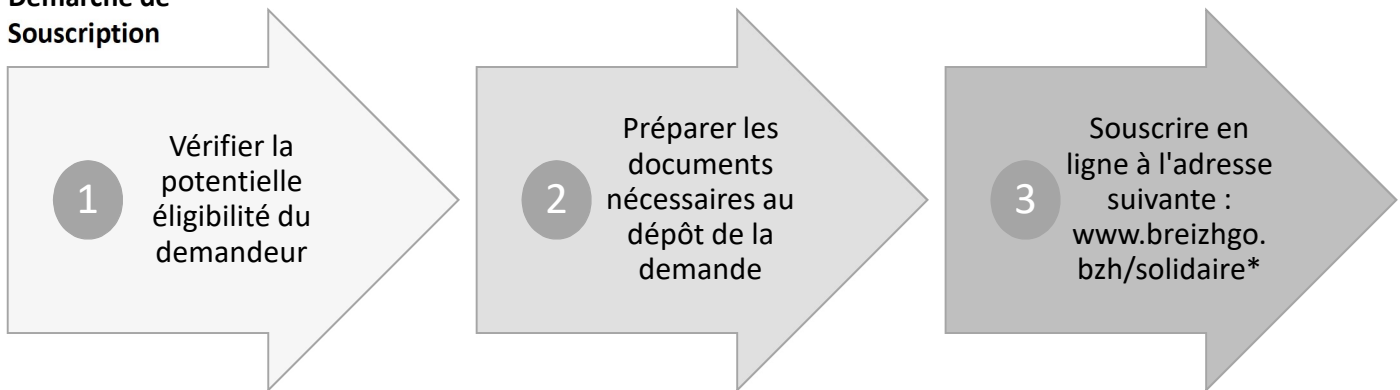 Démarche de
Souscription
1
Vérifier la
potentielle
éligibilité du
demandeur
2
Préparer les
documents
nécessaires au
dépôt de la
demande
3
Souscrire en
ligne à l'adresse
suivante :
www.breizhgo.
bzh/solidaire*